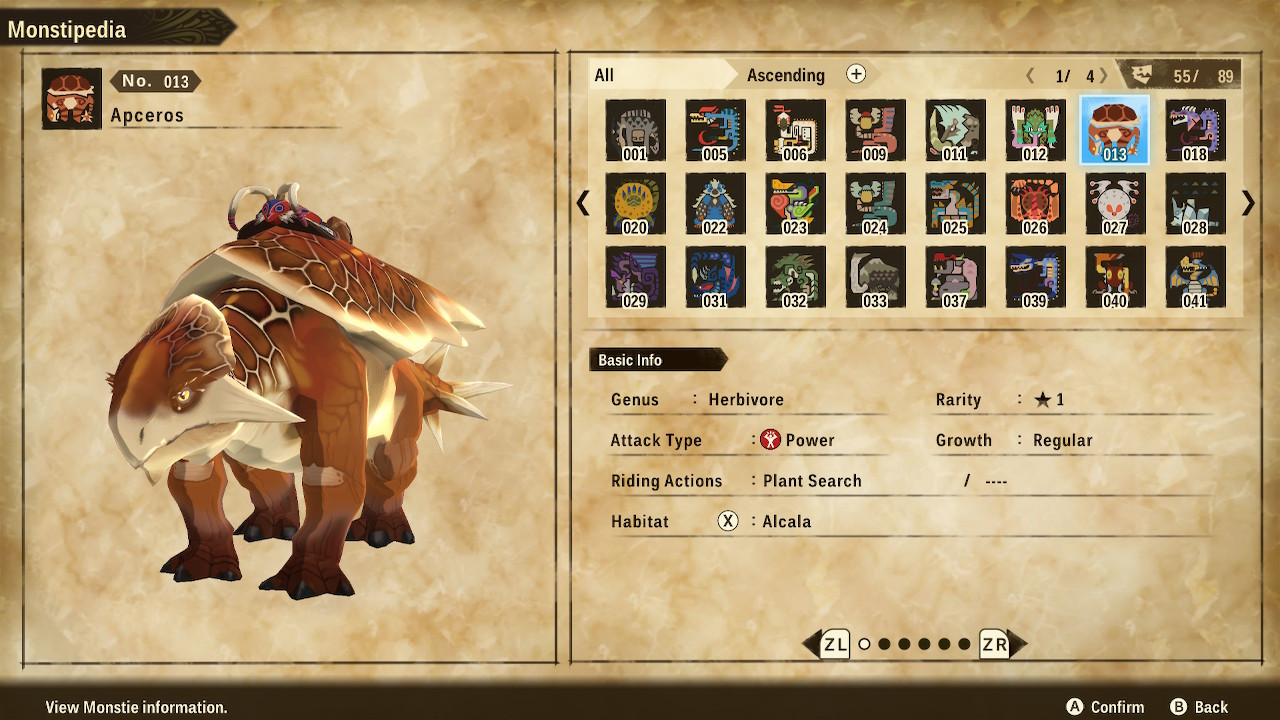 Monstipedia
No. 013
Apceros
All
Ascending +
1/ 4
55/ 89
001 005 006 009 011 012 013 018
020 022 023 024 025 026 027 028
029 031 032 033 037 039 040 041
Basic Info
Genus : Herbivore
Rarity : ★ 1
Attack Type : Power
Growth : Regular
Riding Actions : Plant Search / ----
Habitat X : Alcala
ZL ZR
View Monstie information.
A Confirm B Back